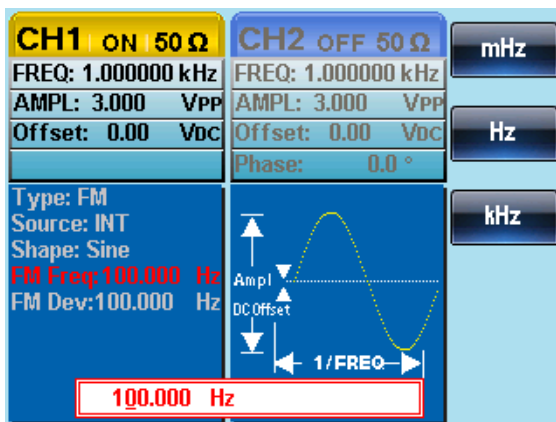 CH1 ON 50 Ω
FREQ: 1.000000 kHz
AMPL: 3.000 VPP
Offset: 0.00 VDC
CH2 OFF 50 Ω
FREQ: 1.000000 kHz
AMPL: 3.000 VPP
Offset: 0.00 VDC
Phase: 0.0 °
mHz
Hz
kHz
Type: FM
Source: INT
Shape: Sine
FM Freq:100.000 Hz
FM Dev:100.000 Hz
Ampl
DC Offset
1/FREQ
100.000 Hz